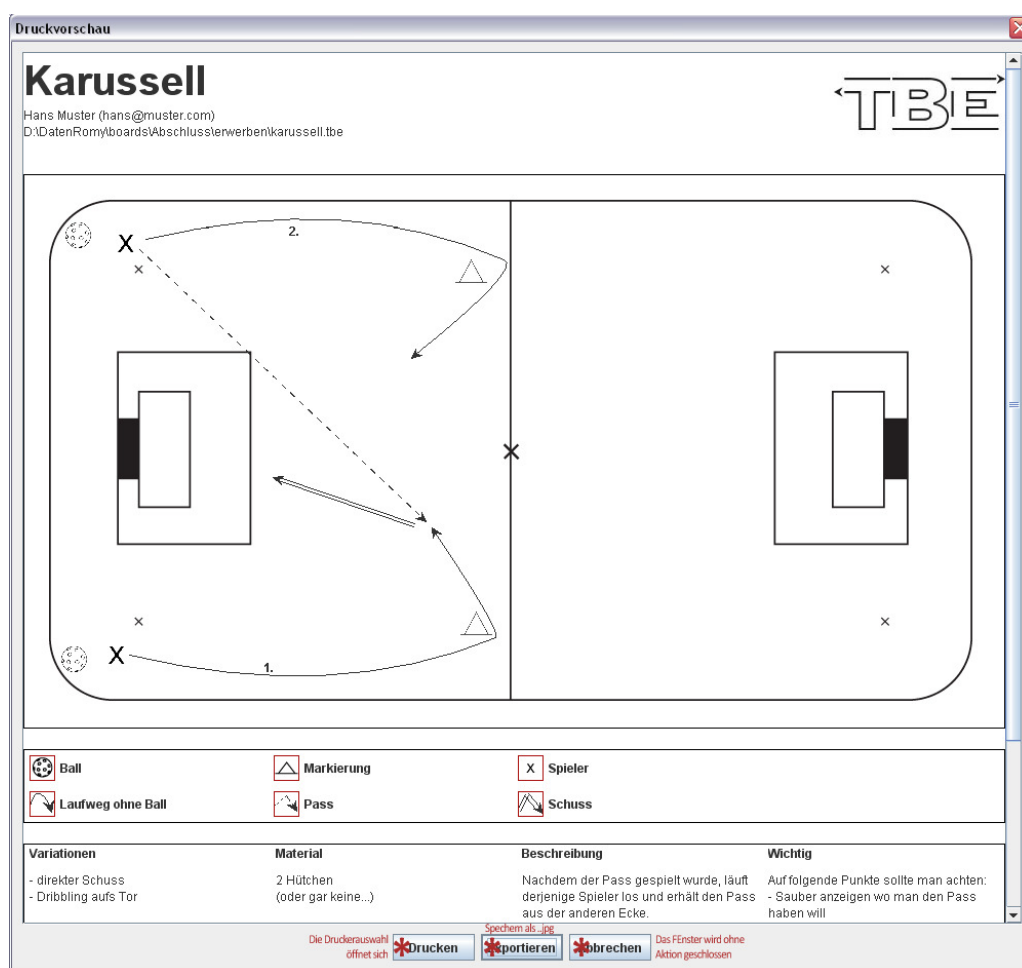 Druckvorschau
Karussell
Hans Muster (hans@muster.com)
D:\DatenRomy\boards\Abschluss\erwerben\karussell.tbe
TBE
X
2.
X
1.
Ball
Markierung
X Spieler
Laufweg ohne Ball
Pass
Schuss
Variationen
- direkter Schuss
- Dribbling aufs Tor
Material
2 Hütchen
(oder gar keine...)
Beschreibung
Nachdem der Pass gespielt wurde, läuft
derjenige Spieler los und erhält den Pass
aus der anderen Ecke.
Wichtig
Auf folgende Punkte sollte man achten:
- Sauber anzeigen wo man den Pass
haben will
Die Druckerauswahl
öffnet sich
Drucken
Speichern als ..jpg
xportieren
bbrechen
Das FEnster wird ohne
Aktion geschlossen